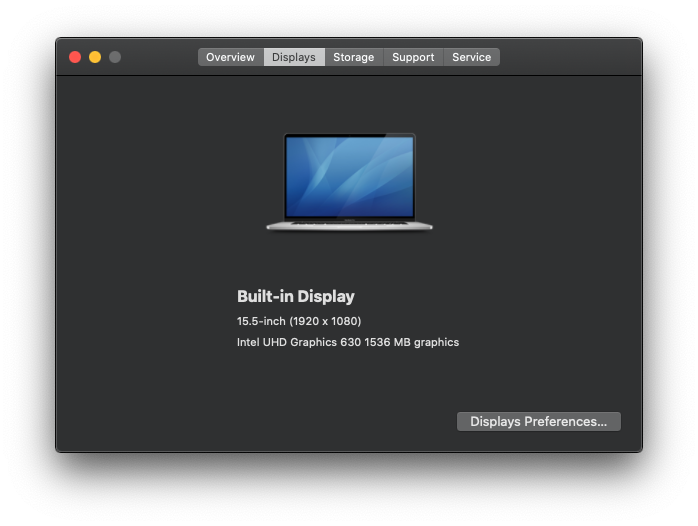 Overview Displays Storage Support Service
Built-in Display
15.5-inch (1920 x 1080)
Intel UHD Graphics 630 1536 MB graphics
Displays Preferences...